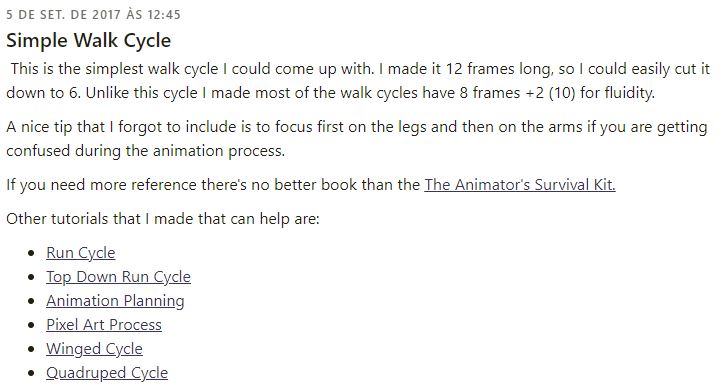 5 DE SET. DE 2017 ÀS 12:45
Simple Walk Cycle
This is the simplest walk cycle I could come up with. I made it 12 frames long, so I could easily cut it
down to 6. Unlike this cycle I made most of the walk cycles have 8 frames +2 (10) for fluidity.
A nice tip that I forgot to include is to focus first on the legs and then on the arms if you are getting
confused during the animation process.
If you need more reference there's no better book than the The Animator's Survival Kit.
Other tutorials that I made that can help are:
• Run Cycle
• Top Down Run Cycle
• Animation Planning
• Pixel Art Process
• Winged Cycle
• Quadruped Cycle